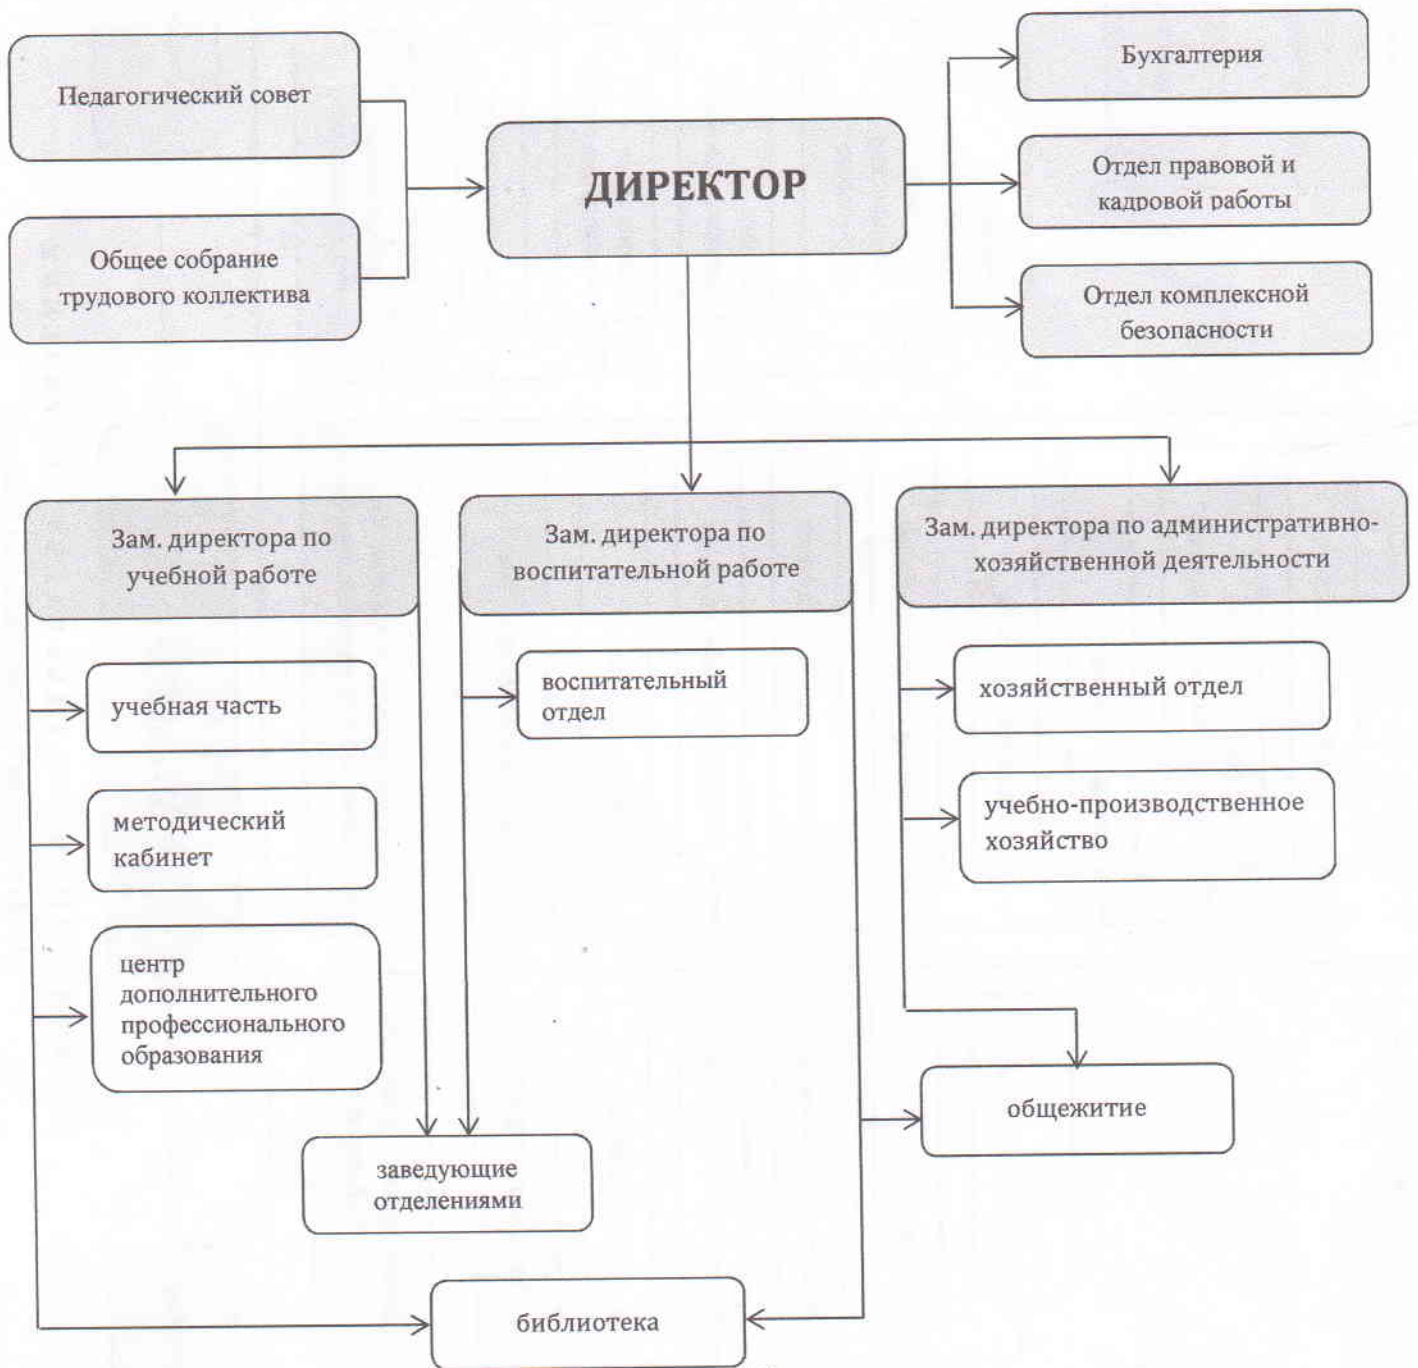 Педагогический совет
Общее собрание
трудового коллектива
ДИРЕКТОР
Бухгалтерия
Отдел правовой и
кадровой работы
Отдел комплексной
безопасности
Зам. директора по
учебной работе
Зам. директора по
воспитательной работе
Зам. директора по административно-
хозяйственной деятельности
учебная часть
методический
кабинет
центр
дополнительного
профессионального
образования
воспитательный
отдел
хозяйственный отдел
учебно-производственное
хозяйство
общежитие
заведующие
отделениями
библиотека